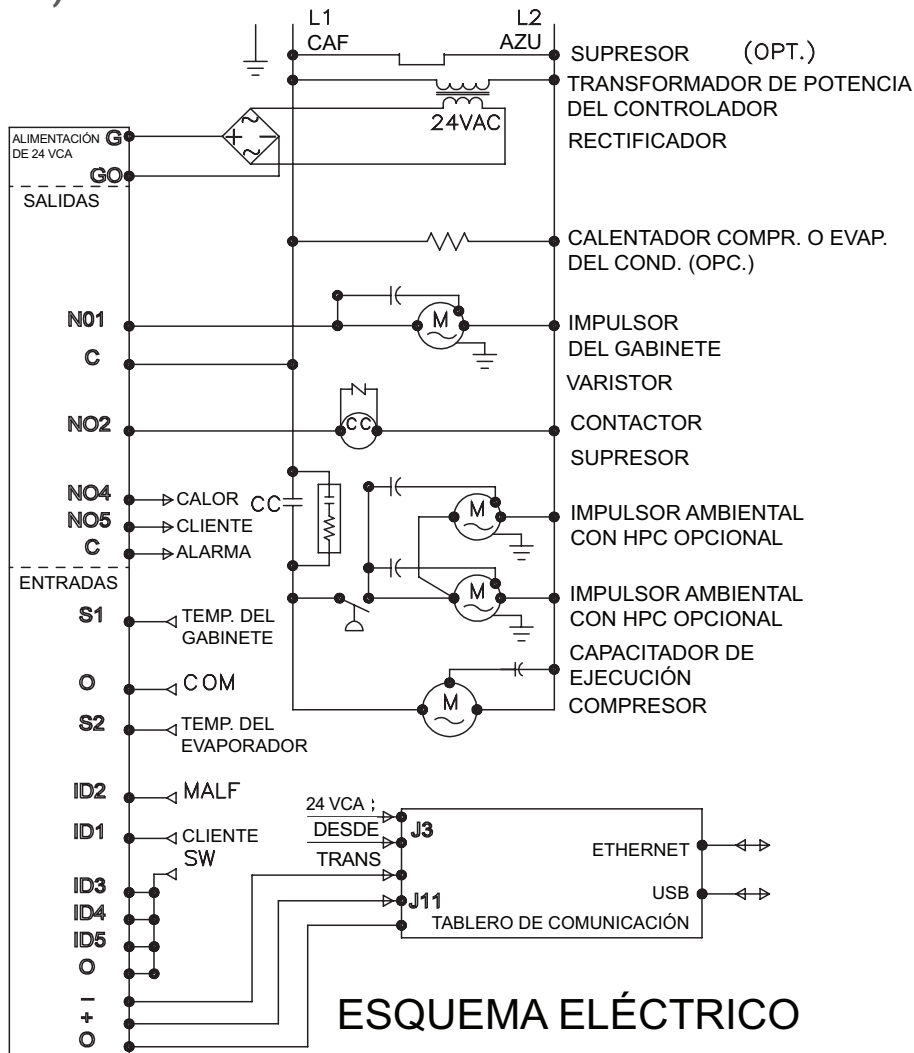 L1
CAF
L2
AZU
SUPRESOR (OPT.)
TRANSFORMADOR DE POTENCIA
DEL CONTROLADOR
24VAC
RECTIFICADOR
ALIMENTACIÓN
DE 24 VCA
G
GO
SALIDAS
CALENTADOR COMPR. O EVAP.
DEL COND. (OPC.)
N01
M
IMPULSOR
DEL GABINETE
C
VARISTOR
NO2
CC
CONTACTOR
SUPRESOR
NO4
CALOR
CC
M
IMPULSOR AMBIENTAL
CON HPC OPCIONAL
NO5
CLIENTE
C
ALARMA
ENTRADAS
M
IMPULSOR AMBIENTAL
CON HPC OPCIONAL
S1
TEMP. DEL
GABINETE
CAPACITADOR DE
EJECUCIÓN
O
COM
M
COMPRESOR
S2
TEMP. DEL
EVAPORADOR
ID2
MALF
ID1
CLIENTE
SW
ID3
ID4
ID5
O
-
+
O
24 VCA ;
DESDE
TRANS
J3
J11
ETHERNET
USB
TABLERO DE COMUNICACIÓN
ESQUEMA ELÉCTRICO